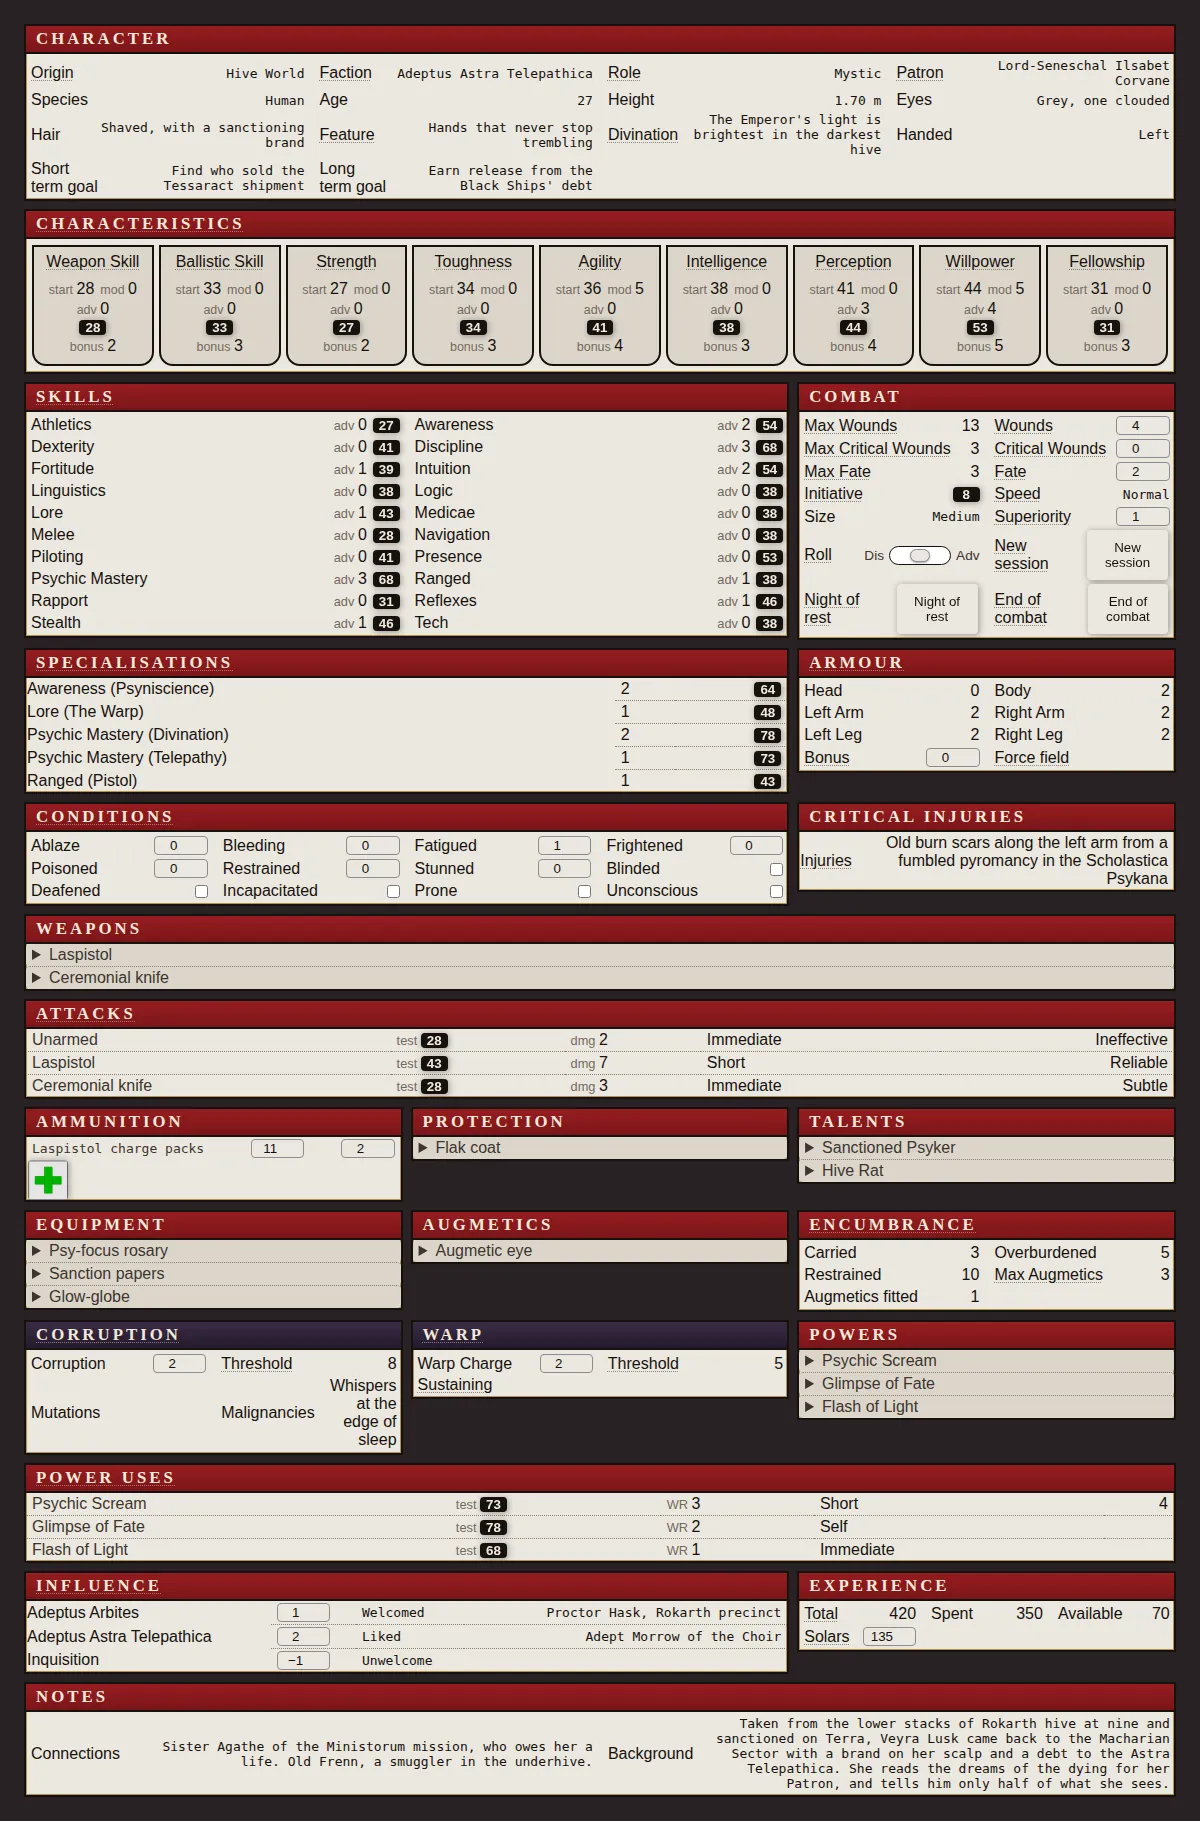 CHARACTER
Origin Hive World Faction Adeptus Astra Telepathica Role Mystic Patron Lord-Seneschal Ilsabet Corvane
Species Human Age 27 Height 1.70 m Eyes Grey, one clouded
Hair Shaved, with a sanctioning brand Feature Hands that never stop trembling Divination The Emperor's light is brightest in the darkest hive Handed Left
Short term goal Find who sold the Tessaract shipment Long term goal Earn release from the Black Ships' debt
CHARACTERISTICS
Weapon Skill Ballistic Skill Strength Toughness Agility Intelligence Perception Willpower Fellowship
start 28 mod 0 start 33 mod 0 start 27 mod 0 start 34 mod 0 start 36 mod 5 start 38 mod 0 start 41 mod 0 start 44 mod 5 start 31 mod 0
adv 0 adv 0 adv 0 adv 0 adv 0 adv 0 adv 3 adv 4 adv 0
28 33 27 34 41 38 44 53 31
bonus 2 bonus 3 bonus 2 bonus 3 bonus 4 bonus 3 bonus 4 bonus 5 bonus 3
SKILLS
Athletics adv 0 27 Awareness adv 2 54
Dexterity adv 0 41 Discipline adv 3 68
Fortitude adv 1 39 Intuition adv 2 54
Linguistics adv 0 38 Logic adv 0 38
Lore adv 1 43 Medicae adv 0 38
Melee adv 0 28 Navigation adv 0 38
Piloting adv 0 41 Presence adv 0 53
Psychic Mastery adv 3 68 Ranged adv 1 38
Rapport adv 0 31 Reflexes adv 1 46
Stealth adv 1 46 Tech adv 0 38
COMBAT
Max Wounds 13 Wounds 4
Max Critical Wounds 3 Critical Wounds 0
Max Fate 3 Fate 2
Initiative 8 Speed Normal
Size Medium Superiority 1
Roll Dis Adv New session New session
Night of rest Night of rest End of combat End of combat
SPECIALISATIONS
Awareness (Psyniscience) 2 64
Lore (The Warp) 1 48
Psychic Mastery (Divination) 2 78
Psychic Mastery (Telepathy) 1 73
Ranged (Pistol) 1 43
ARMOUR
Head 0 Body 2
Left Arm 2 Right Arm 2
Left Leg 2 Right Leg 2
Bonus 0 Force field
CONDITIONS
Ablaze 0 Bleeding 0 Fatigued 1 Frightened 0
Poisoned 0 Restrained 0 Stunned 0 Blinded
Deafened Incapacitated Prone Unconscious
CRITICAL INJURIES
Injuries Old burn scars along the left arm from a fumbled pyromancy in the Scholastica Psykana
WEAPONS
Laspistol
Ceremonial knife
ATTACKS
Unarmed test 28 dmg 2 Immediate Ineffective
Laspistol test 43 dmg 7 Short Reliable
Ceremonial knife test 28 dmg 3 Immediate Subtle
AMMUNITION
Laspistol charge packs 11 2
PROTECTION
Flak coat
TALENTS
Sanctioned Psyker
Hive Rat
EQUIPMENT
Psy-focus rosary
Sanction papers
Glow-globe
AUGMETICS
Augmetic eye
ENCUMBRANCE
Carried 3 Overburdened 5
Restrained 10 Max Augmetics 3
Augmetics fitted 1
CORRUPTION
Corruption 2 Threshold 8
Mutations Malignancies Whispers at the edge of sleep
WARP
Warp Charge 2 Threshold 5
Sustaining
POWERS
Psychic Scream
Glimpse of Fate
Flash of Light
POWER USES
Psychic Scream test 73 WR 3 Short 4
Glimpse of Fate test 78 WR 2 Self
Flash of Light test 68 WR 1 Immediate
INFLUENCE
Adeptus Arbites 1 Welcomed Proctor Hask, Rokarth precinct
Adeptus Astra Telepathica 2 Liked Adept Morrow of the Choir
Inquisition −1 Unwelcome
EXPERIENCE
Total 420 Spent 350 Available 70
Solars 135
NOTES
Connections Sister Agathe of the Ministorum mission, who owes her a life. Old Frenn, a smuggler in the underhive.
Background Taken from the lower stacks of Rokarth hive at nine and
sanctioned on Terra, Veyra Lusk came back to the Macharian
Sector with a brand on her scalp and a debt to the Astra
Telepathica. She reads the dreams of the dying for her
Patron, and tells him only half of what she sees.